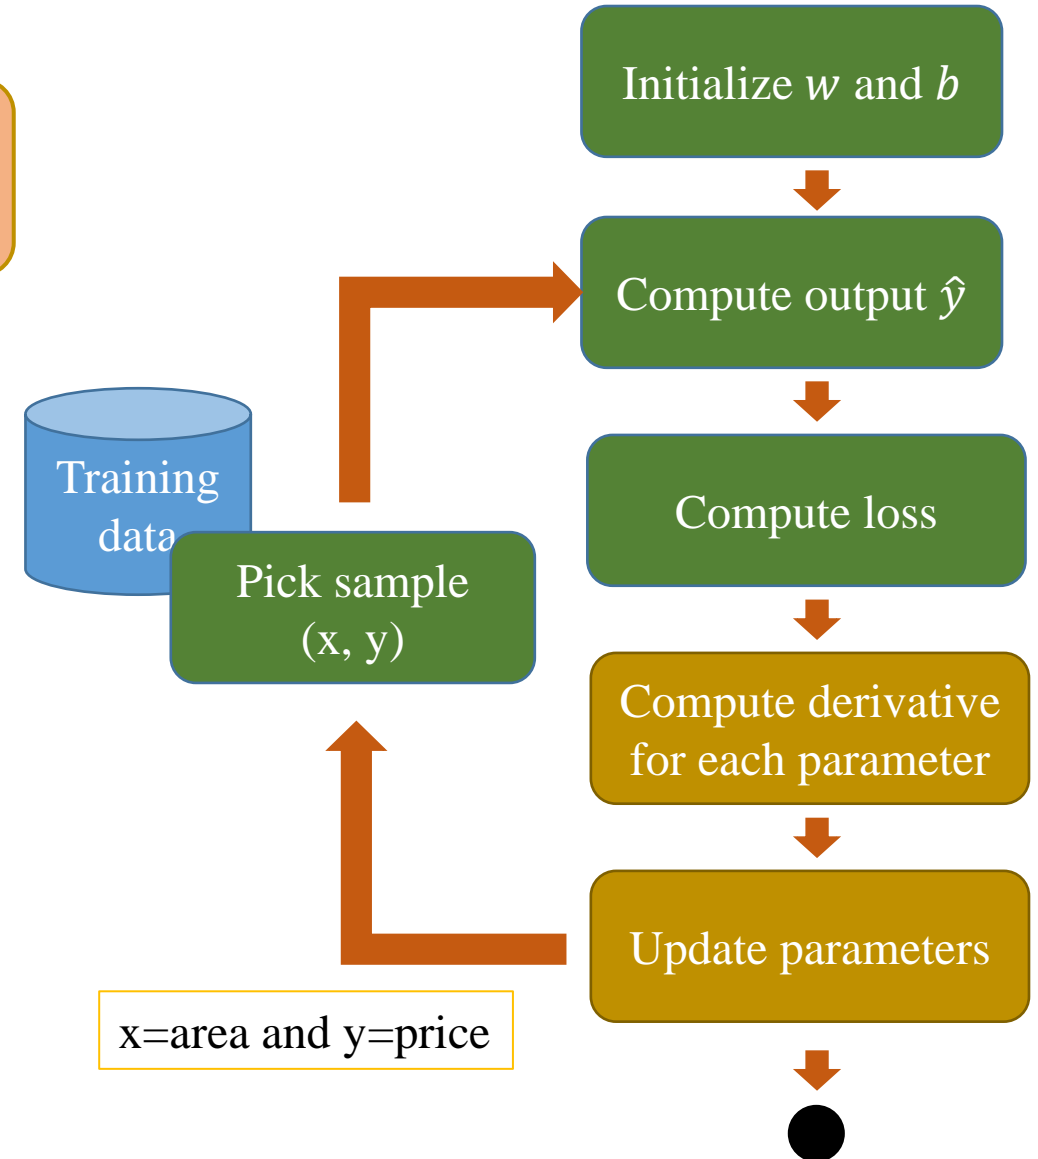 Initialize w and b
Compute output ŷ
Training
data
Pick sample
(x, y)
Compute loss
Compute derivative
for each parameter
Update parameters
x=area and y=price